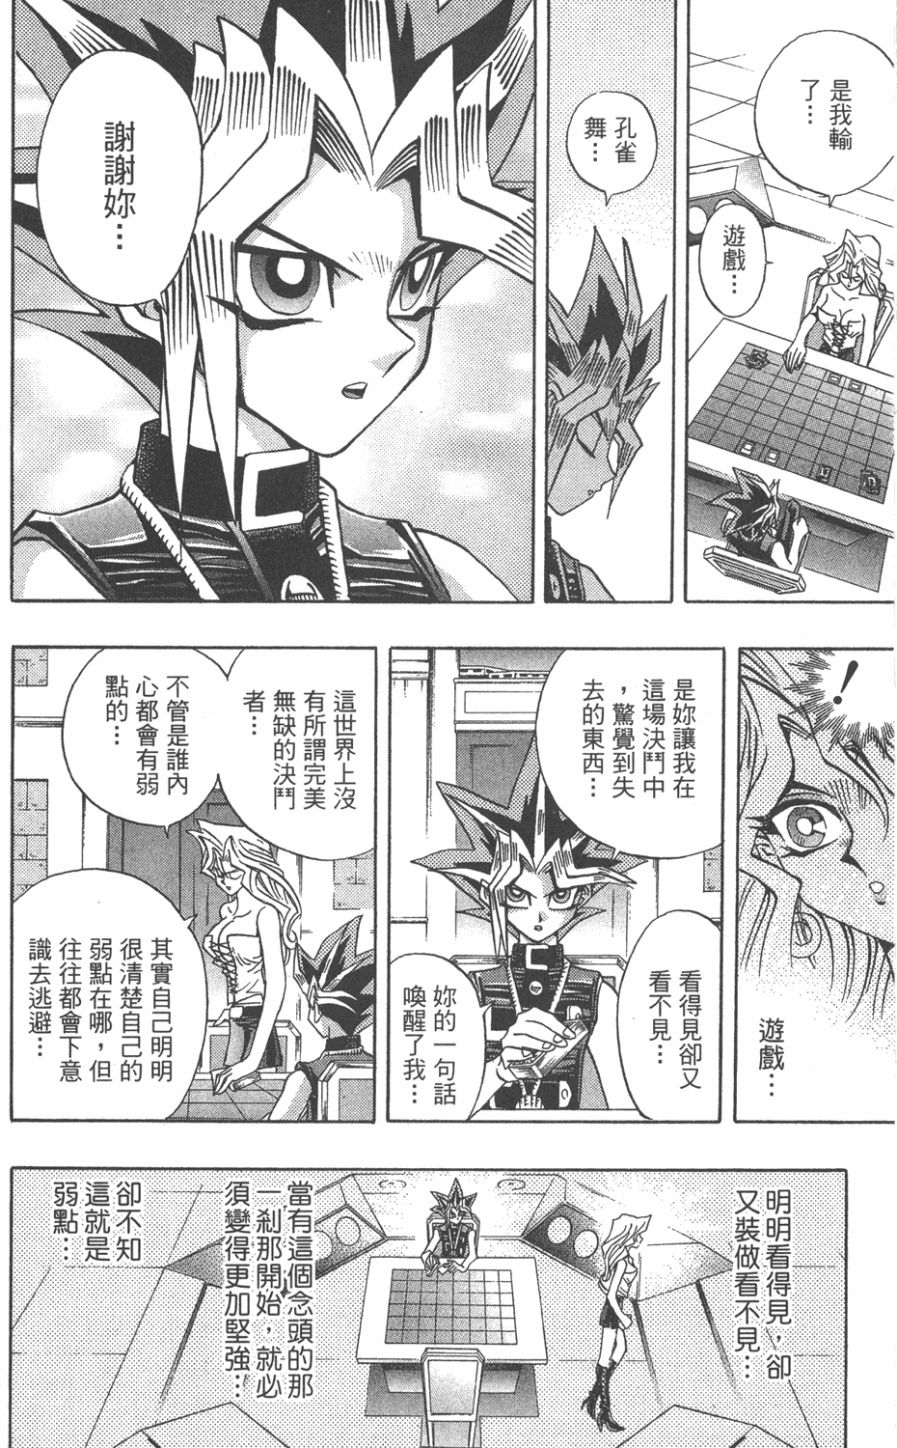 是我輸
了⋯
遊戲⋯
孔雀
舞⋯
謝謝妳⋯
！
遊戲⋯
是妳讓我在
這場決鬥中
，驚覺到失
去的東西⋯
看得見卻又
看不見⋯
妳的一句話
喚醒了我⋯
這世界上沒
有所謂完美
無缺的決鬥
者⋯
不管是誰內
心都會有弱
點的⋯
其實自己明明
很清楚自己的
弱點在哪，但
往往都會下意
識去逃避⋯
明明看得見，卻
又裝做看不見⋯
當有這個念頭的那
一剎那開始，就必
須變得更加堅強⋯
卻不知
這就是
弱點⋯